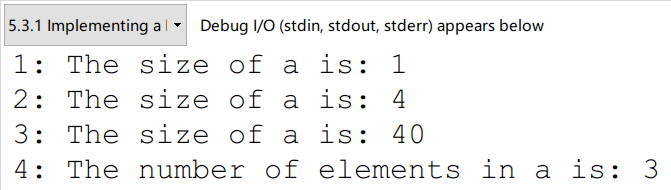 5.3.1 Implementing a Debug I/O (stdin, stdout, stderr) appears below
1: The size of a is: 1
2: The size of a is: 4
3: The size of a is: 40
4: The number of elements in a is: 3